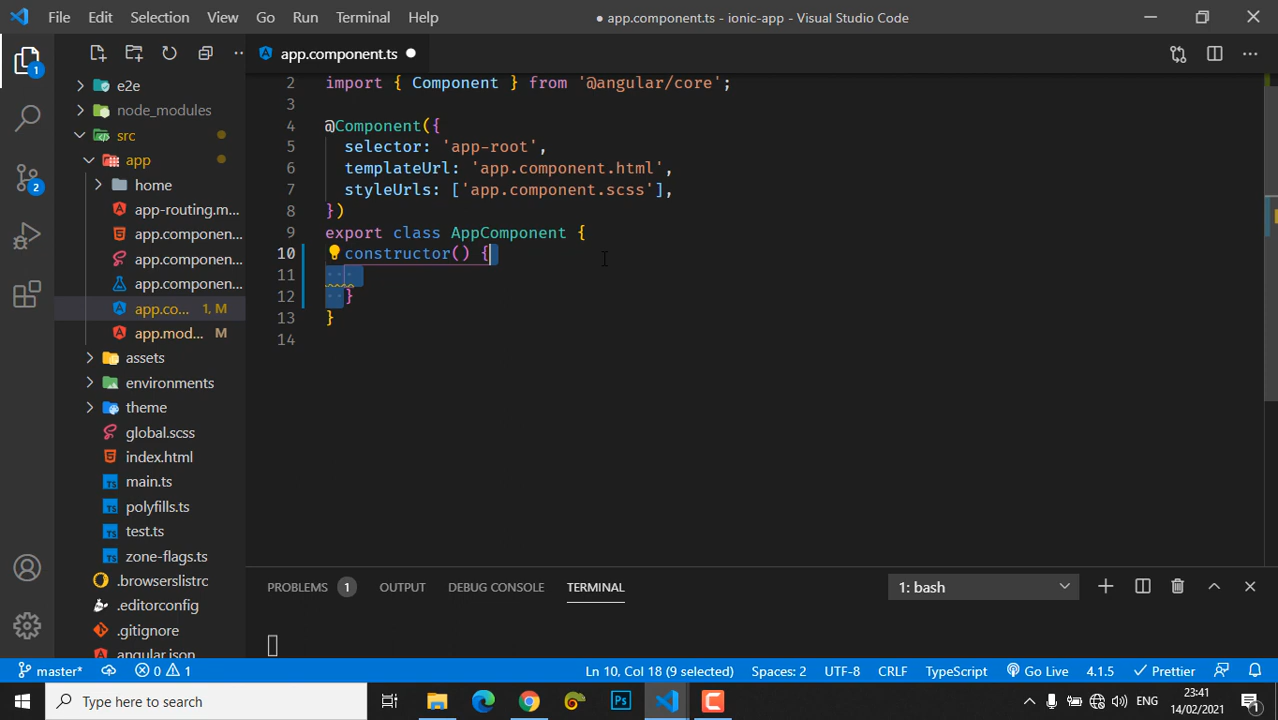 File Edit Selection View Go Run Terminal Help
● app.component.ts - ionic-app - Visual Studio Code
1
2
e2e
node_modules
src
app
home
app-routing.m...
app.componen...
app.componen...
app.componen...
app.co... 1, M
app.mod... M
assets
environments
theme
global.scss
index.html
main.ts
polyfills.ts
test.ts
zone-flags.ts
.browserslistrc
.editorconfig
.gitignore
angular.json
app.component.ts ●
2 import { Component } from '@angular/core';
3
4 @Component({
5 selector: 'app-root',
6 templateUrl: 'app.component.html',
7 styleUrls: ['app.component.scss'],
8 })
9 export class AppComponent {
10 constructor() {
11
12 }
13 }
14
PROBLEMS 1 OUTPUT DEBUG CONSOLE TERMINAL 1: bash
master* 0 1 Ln 10, Col 18 (9 selected) Spaces: 2 UTF-8 CRLF TypeScript Go Live 4.1.5 Prettier
Type here to search
Ps
ENG
23:41
14/02/2021
1